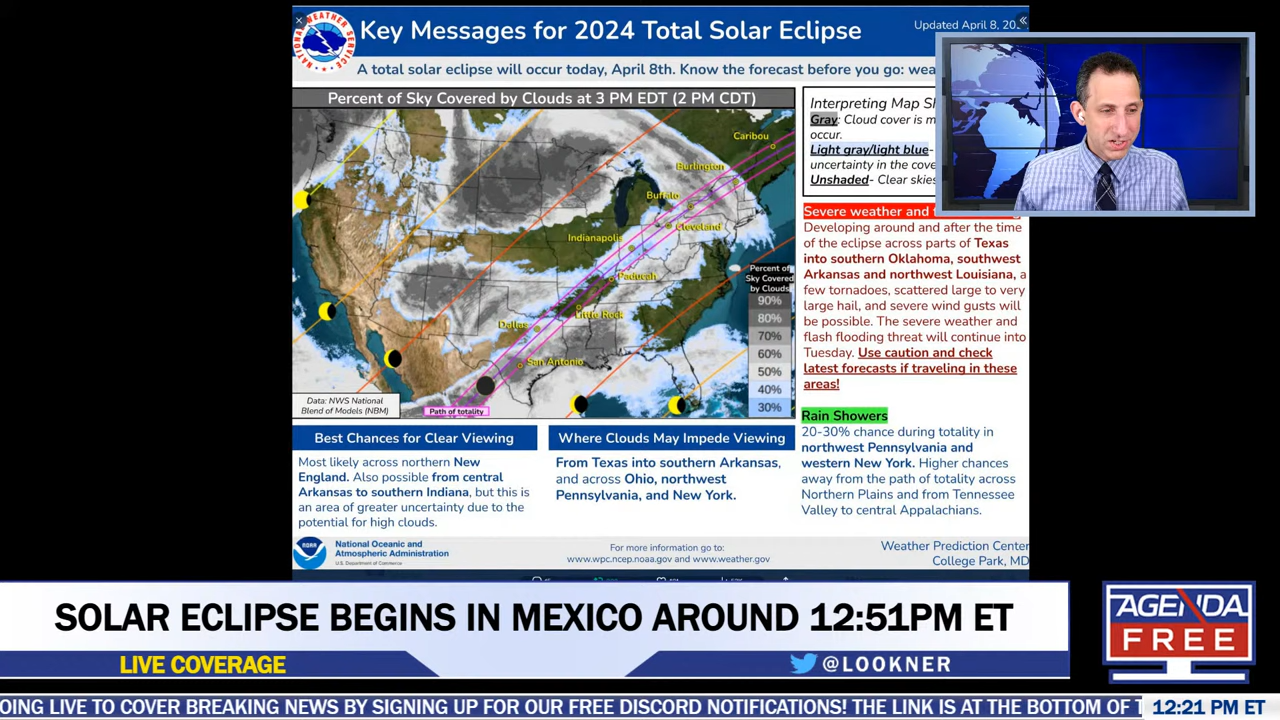 Key Messages for 2024 Total Solar Eclipse
Updated April 8, 202
A total solar eclipse will occur today, April 8th. Know the forecast before you go: wea
NATIONAL WEATHER SERVICE
Percent of Sky Covered by Clouds at 3 PM EDT (2 PM CDT)
Caribou
Burlington
Buffalo
Cleveland
Indianapolis
Paducah
Little Rock
Dallas
San Antonio
Percent of
Sky Covered
by Clouds
90%
80%
70%
60%
50%
40%
30%
Data: NWS National
Blend of Models (NBM)
Path of totality
Interpreting Map S
Gray: Cloud cover is m
occur.
Light gray/light blue-
uncertainty in the cove
Unshaded- Clear skies
Severe weather and
Developing around and after the time
of the eclipse across parts of Texas
into southern Oklahoma, southwest
Arkansas and northwest Louisiana, a
few tornadoes, scattered large to very
large hail, and severe wind gusts will
be possible. The severe weather and
flash flooding threat will continue into
Tuesday. Use caution and check
latest forecasts if traveling in these
areas!
Rain Showers
20-30% chance during totality in
northwest Pennsylvania and
western New York. Higher chances
away from the path of totality across
Northern Plains and from Tennessee
Valley to central Appalachians.
Best Chances for Clear Viewing
Most likely across northern New
England. Also possible from central
Arkansas to southern Indiana, but this is
an area of greater uncertainty due to the
potential for high clouds.
Where Clouds May Impede Viewing
From Texas into southern Arkansas,
and across Ohio, northwest
Pennsylvania, and New York.
NOAA
National Oceanic and
Atmospheric Administration
U.S. Department of Commerce
For more information go to:
www.wpc.ncep.noaa.gov and www.weather.gov
Weather Prediction Center
College Park, MD
SOLAR ECLIPSE BEGINS IN MEXICO AROUND 12:51PM ET
LIVE COVERAGE
@LOOKNER
AGENDA
FREE
OING LIVE TO COVER BREAKING NEWS BY SIGNING UP FOR OUR FREE DISCORD NOTIFICATIONS! THE LINK IS AT THE BOTTOM OF T
12:21 PM ET